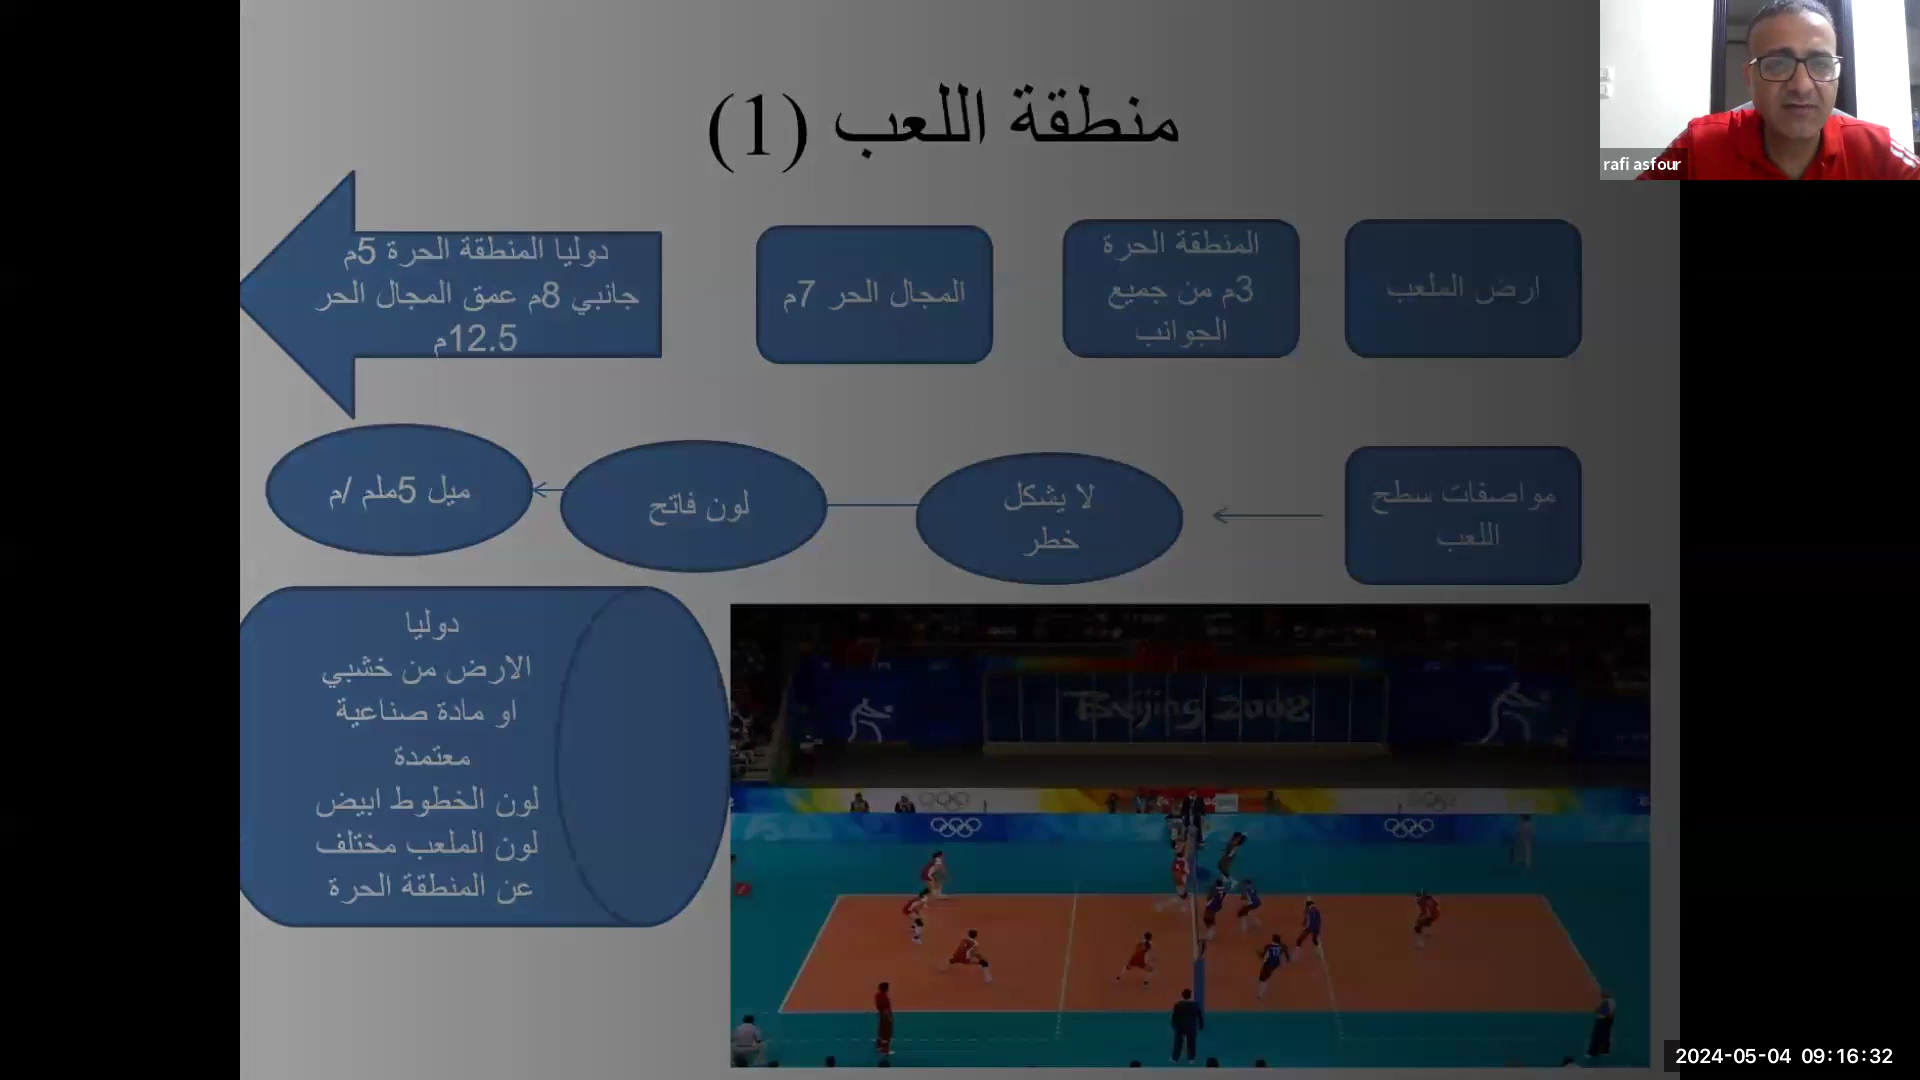 منطقة اللعب (1)
rafi asfour
ارض الملعب
المنطقة الحرة
3م من جميع
الجوانب
المجال الحر 7م
دوليا المنطقة الحرة 5م
جانبي 8م عمق المجال الحر
12.5م
مواصفات سطح
اللعب
لا يشكل
خطر
لون فاتح
ميل 5ملم /م
دوليا
الارض من خشبي
او مادة صناعية
معتمدة
لون الخطوط ابيض
لون الملعب مختلف
عن المنطقة الحرة
Beijing 2008
2024-05-04 09:16:32